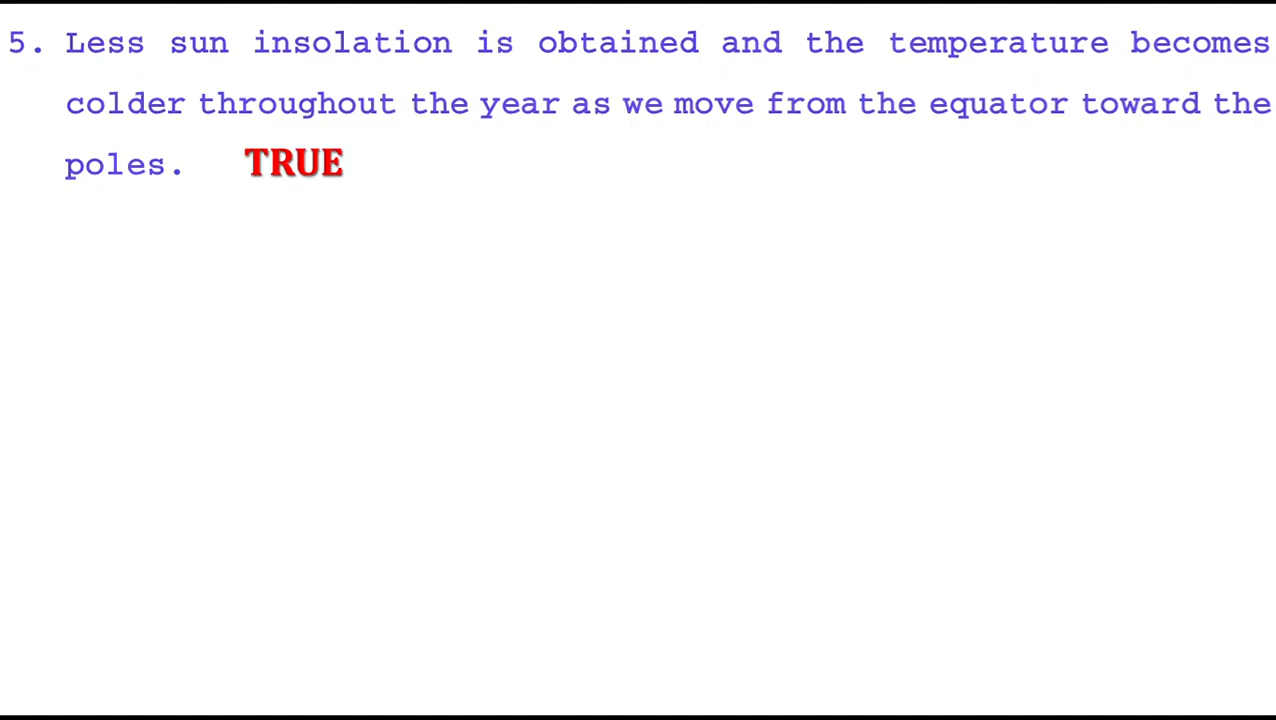 5. Less sun insolation is obtained and the temperature becomes
colder throughout the year as we move from the equator toward the
poles. TRUE